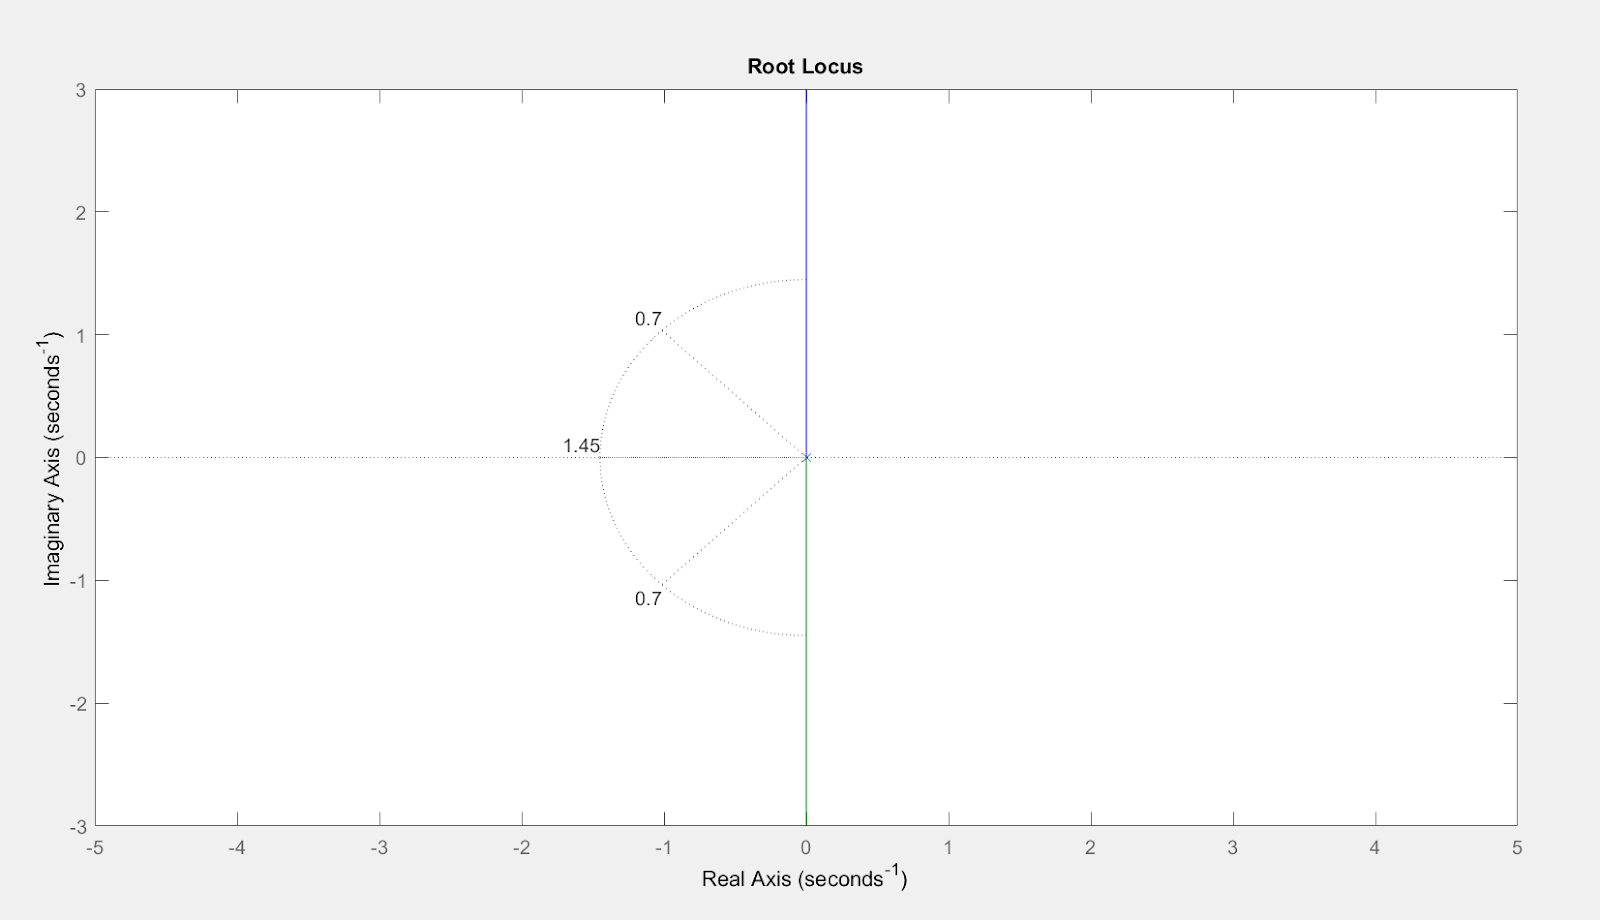 Root Locus
3
2
1
0
-1
-2
-3
Imaginary Axis (seconds-1)
0.7
1.45
0.7
-5 -4 -3 -2 -1 0 1 2 3 4 5
Real Axis (seconds-1)